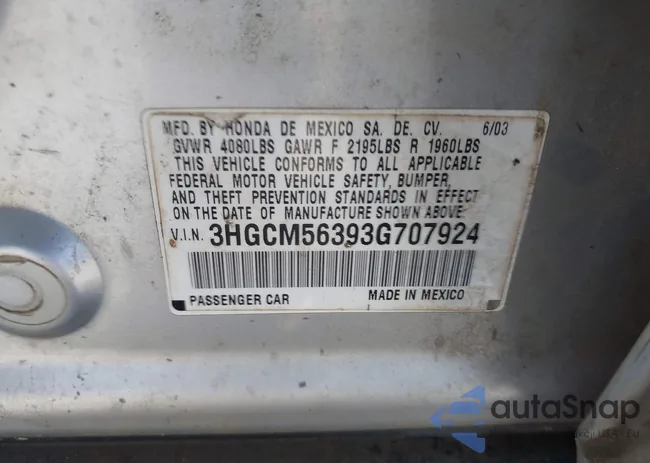 MFD. BY HONDA DE MEXICO SA. DE. CV. 6/03
GVWR 4080LBS GAWR F 2195LBS R 1960LBS
THIS VEHICLE CONFORMS TO ALL APPLICABLE
FEDERAL MOTOR VEHICLE SAFETY, BUMPER,
AND THEFT PREVENTION STANDARDS IN EFFECT
ON THE DATE OF MANUFACTURE SHOWN ABOVE.
V.I.N. 3HGCM56393G707924
PASSENGER CAR MADE IN MEXICO
autaSnap